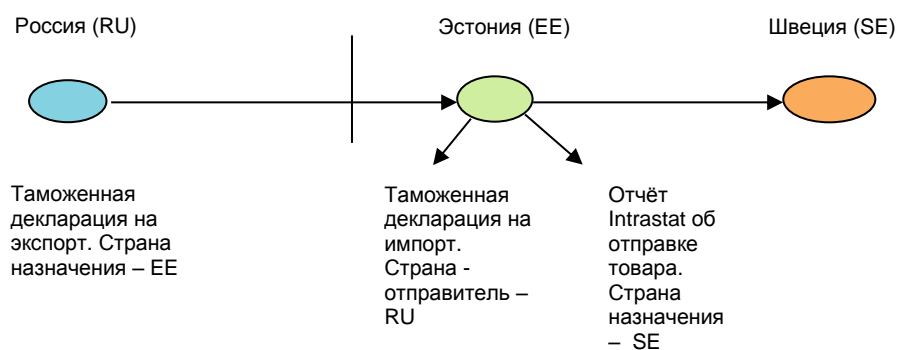 Россия (RU)
Эстония (EE)
Швеция (SE)
Таможенная
декларация на
экспорт. Страна
назначения – EE
Таможенная
декларация на
импорт.
Страна -
отправитель –
RU
Отчёт
Intrastat об
отправке
товара.
Страна
назначения
– SE